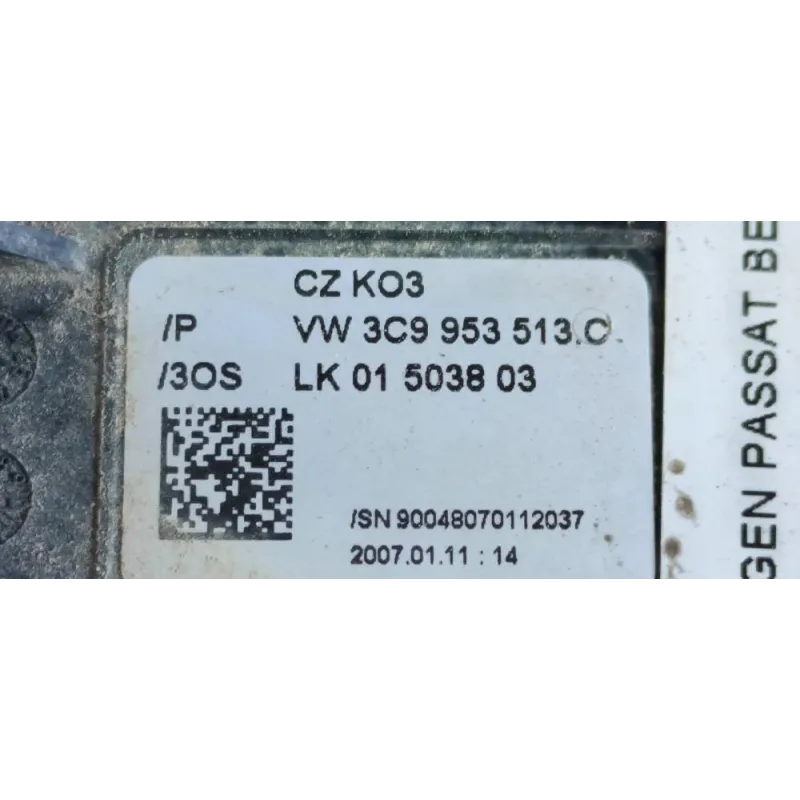 CZ KO3
/P VW 3C9 953 513.C.
/3OS LK 01 5038 03
/SN 90048070112037
2007.01.11 : 14
GEN PASSAT BE